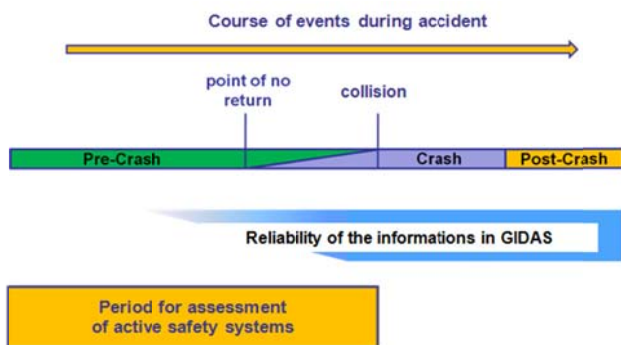 Course of events during accident
point of no
return
collision
Pre-Crash
Crash
Post-Crash
Reliability of the informations in GIDAS
Period for assessment
of active safety systems